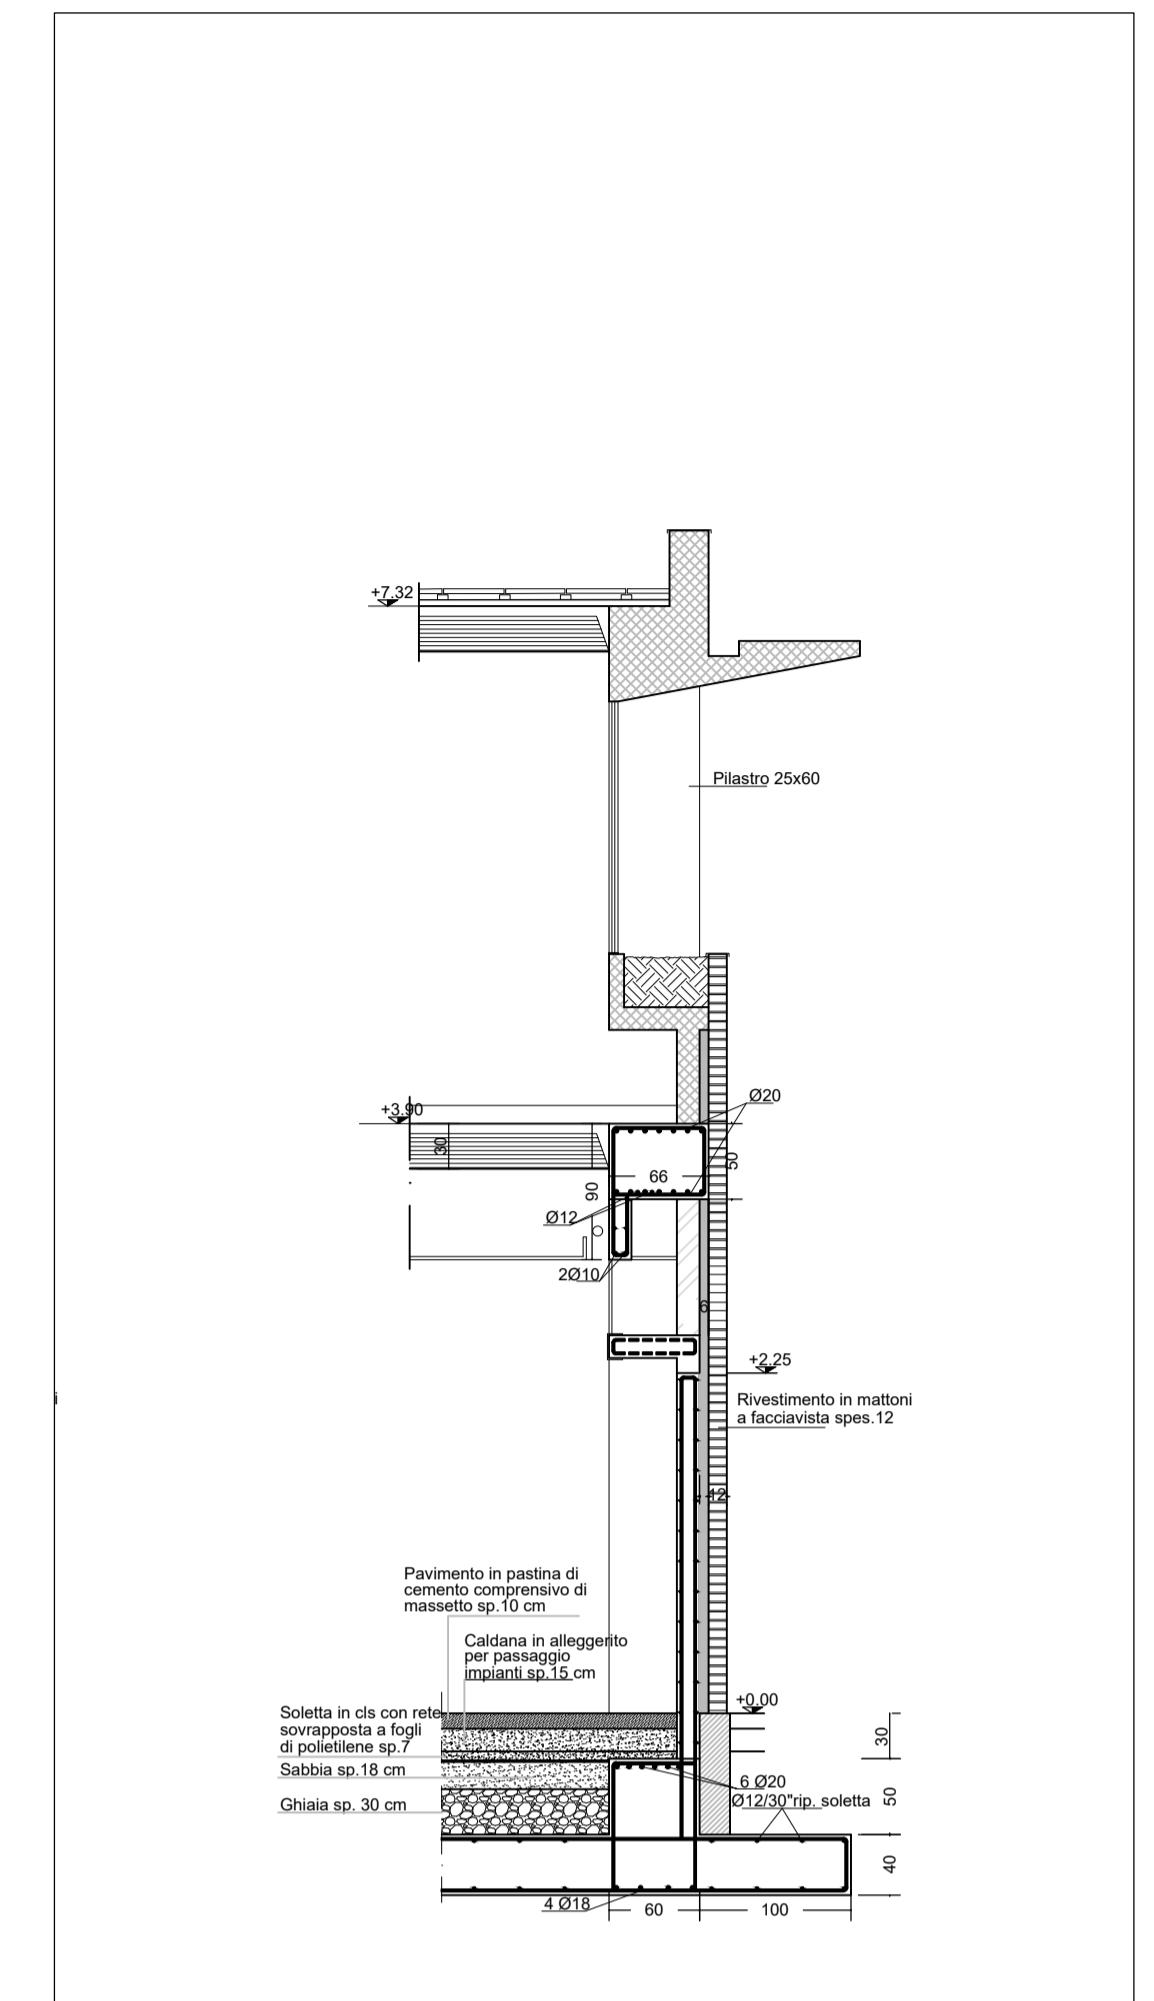 +7.32
Pilastro 25x60
Ø20
+3.90
30
66
50
90
Ø12
2Ø10
6
+2.25
i
Rivestimento in mattoni
a facciavista spes.12
12
Pavimento in pastina di
cemento comprensivo di
massetto sp.10 cm
Caldana in alleggerito
per passaggio
impianti sp.15 cm
+0.00
Soletta in cls con rete
sovrapposta a fogli
di polietilene sp.7
30
Sabbia sp.18 cm
6 Ø20
Ø12/30"rip. soletta
50
Ghiaia sp. 30 cm
40
4 Ø18
60
100